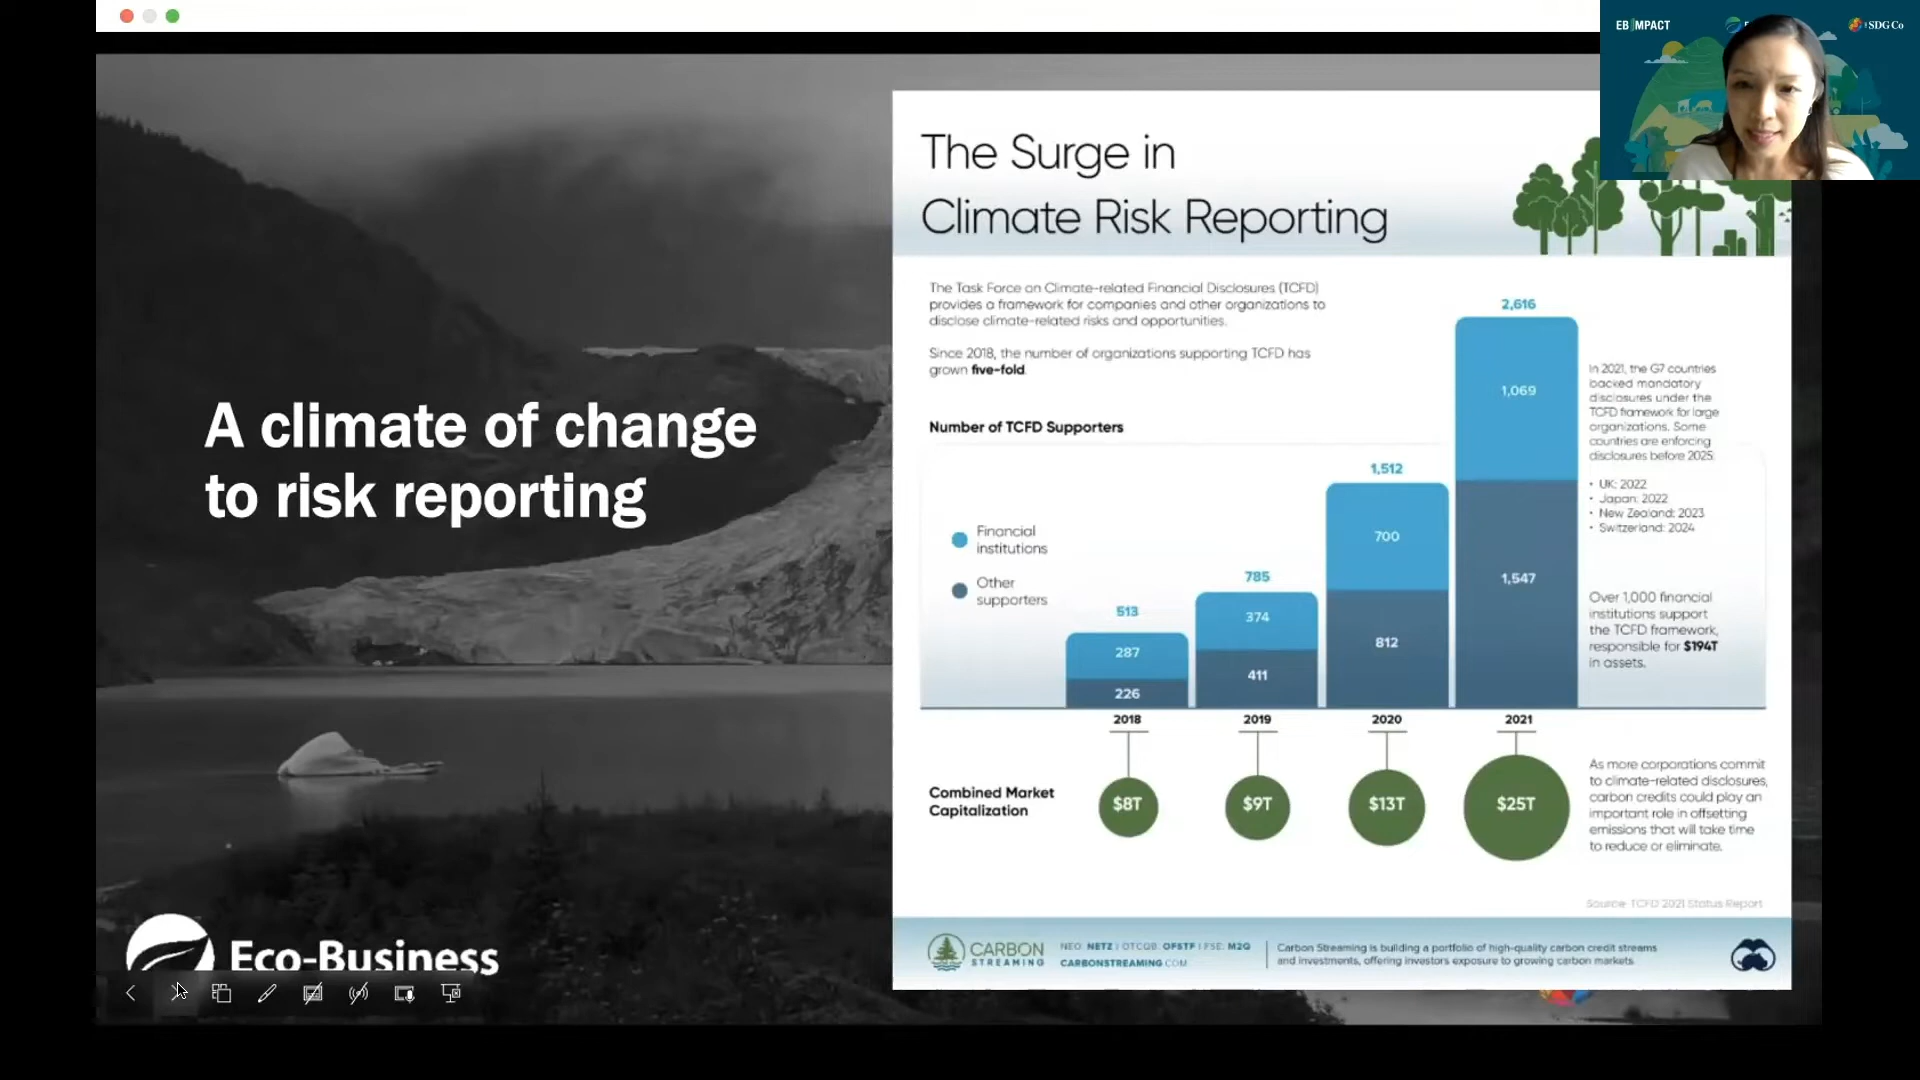 EB IMPACT
THE SDG Co
The Surge in
Climate Risk Reporting
The Task Force on Climate-related Financial Disclosures (TCFD)
provides a framework for companies and other organizations to
disclose climate-related risks and opportunities.
Since 2018, the number of organizations supporting TCFD has
grown five-fold.
Number of TCFD Supporters
Financial
institutions
Other
supporters
513
287
226
2018
785
374
411
2019
1,512
700
812
2020
2,616
1,069
1,547
2021
In 2021, the G7 countries
backed mandatory
disclosures under the
TCFD framework for large
organizations. Some
countries are enforcing
disclosures before 2025:
• UK: 2022
• Japan: 2022
• New Zealand: 2023
• Switzerland: 2024
Over 1,000 financial
institutions support
the TCFD framework,
responsible for $194T
in assets.
Combined Market
Capitalization
$8T
$9T
$13T
$25T
As more corporations commit
to climate-related disclosures,
carbon credits could play an
important role in offsetting
emissions that will take time
to reduce or eliminate.
Source: TCFD 2021 Status Report
CARBON
STREAMING
NEO: NETZ | OTCQB: OFSTF | FSE: M2Q
CARBONSTREAMING.COM
Carbon Streaming is building a portfolio of high-quality carbon credit streams
and investments, offering investors exposure to growing carbon markets.
A climate of change
to risk reporting
Eco-Business